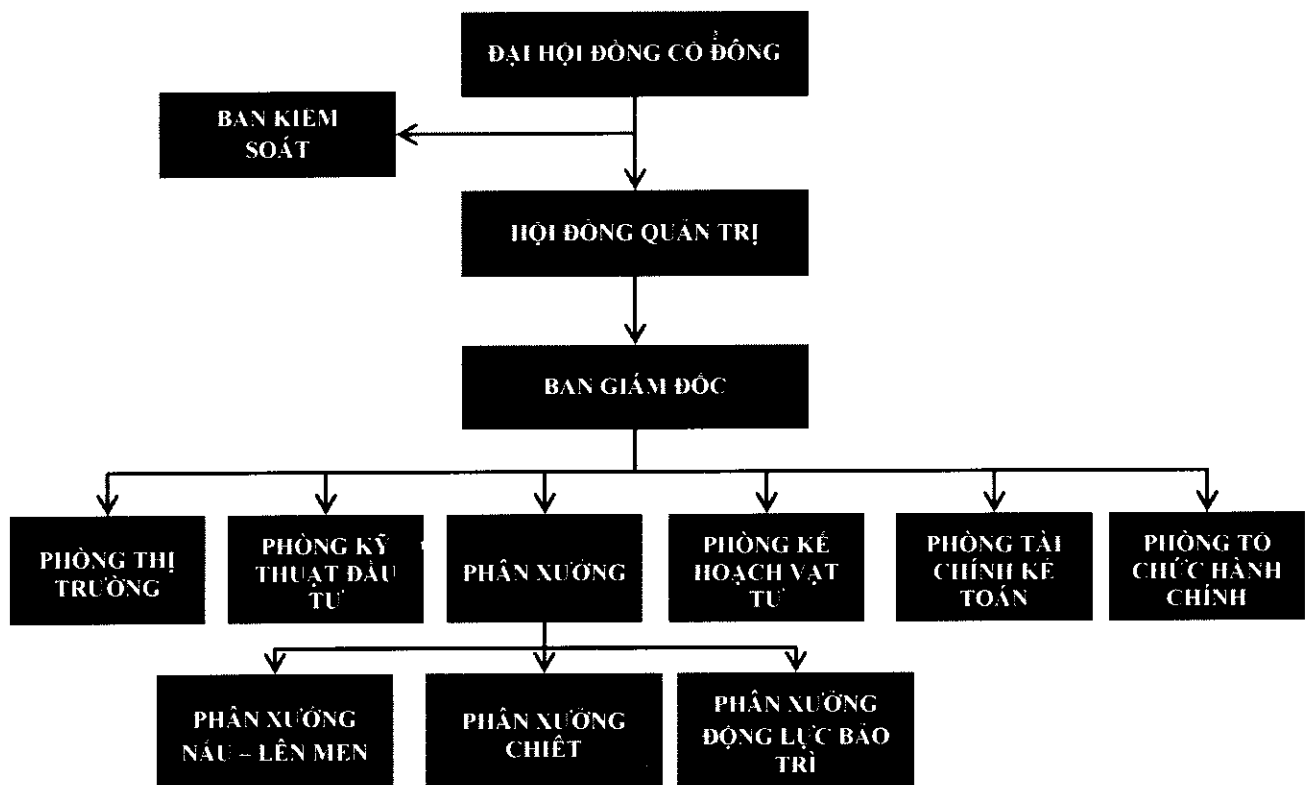 ĐẠI HỘI ĐỒNG CỔ ĐÔNG
BAN KIỂM
SOÁT
HỘI ĐỒNG QUẢN TRỊ
BAN GIÁM ĐỐC
PHÒNG THỊ
TRƯỜNG
PHÒNG KỸ
THUẬT ĐẦU
TƯ
PHÂN XƯỞNG
PHÒNG KẾ
HOẠCH VẬT
TƯ
PHÒNG TÀI
CHÍNH KẾ
TOÁN
PHÒNG TỔ
CHỨC HÀNH
CHÍNH
PHÂN XƯỞNG
NẤU – LÊN MEN
PHÂN XƯỞNG
CHIẾT
PHÂN XƯỞNG
ĐỘNG LỰC BẢO
TRÌ